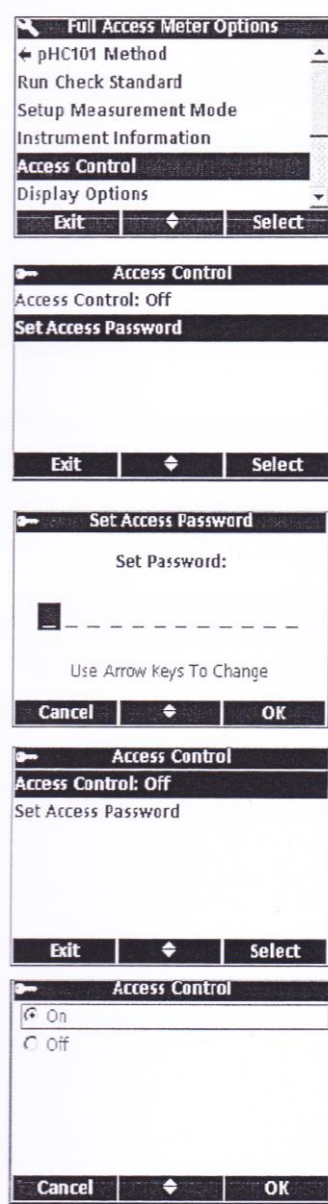 Full Access Meter Options
← pHC101 Method
Run Check Standard
Setup Measurement Mode
Instrument Information
Access Control
Display Options
Exit Select
Access Control
Access Control: Off
Set Access Password
Exit Select
Set Access Password
Set Password:
Use Arrow Keys To Change
Cancel OK
Access Control
Access Control: Off
Set Access Password
Exit Select
Access Control
On
Off
Cancel OK